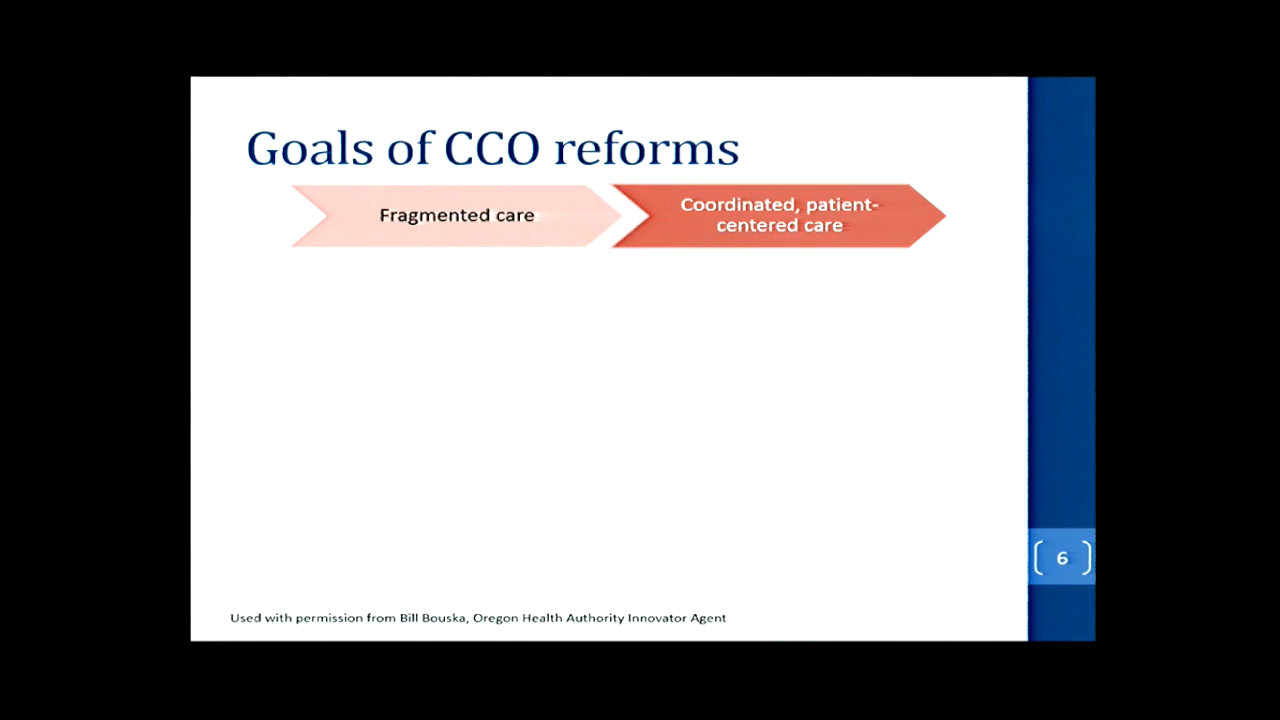 Goals of CCO reforms
Fragmented care
Coordinated, patient-
centered care
6
Used with permission from Bill Bouska, Oregon Health Authority Innovator Agent